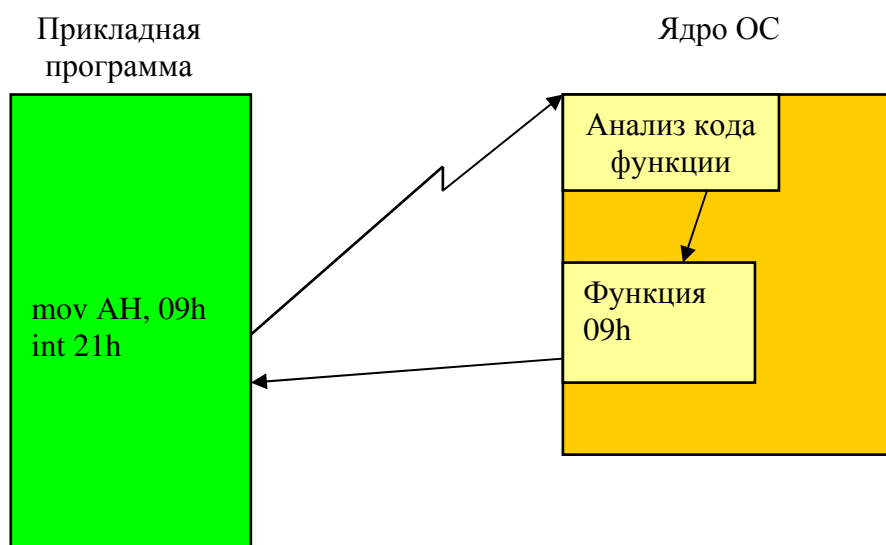 Прикладная
программа
Ядро ОС
Анализ кода
функции
mov AH, 09h
int 21h
Функция
09h